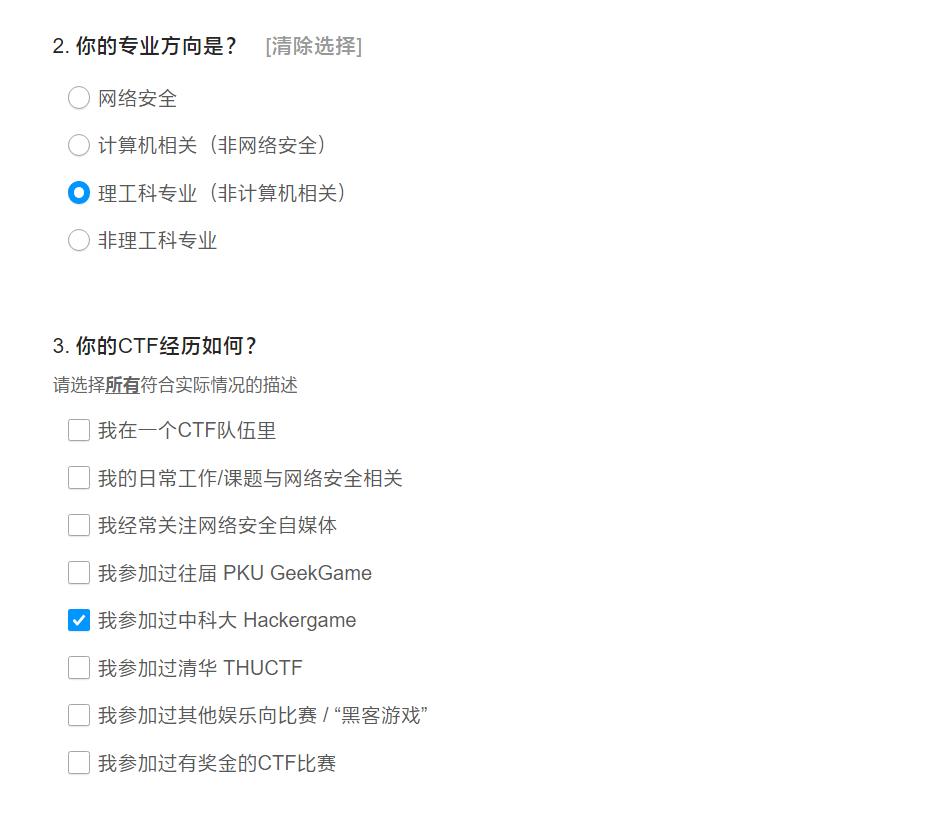 2. 你的专业方向是？ [清除选择]
网络安全
计算机相关（非网络安全）
理工科专业（非计算机相关）
非理工科专业
3. 你的CTF经历如何？
请选择所有符合实际情况的描述
我在一个CTF队伍里
我的日常工作/课题与网络安全相关
我经常关注网络安全自媒体
我参加过往届 PKU GeekGame
我参加过中科大 Hackergame
我参加过清华 THUCTF
我参加过其他娱乐向比赛 / “黑客游戏”
我参加过有奖金的CTF比赛